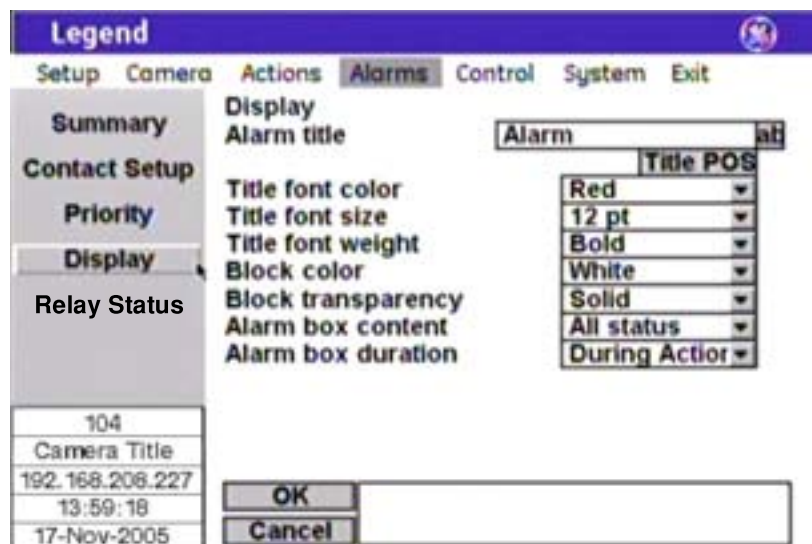 Legend
Setup Camera Actions Alarms Control System Exit
Summary
Contact Setup
Priority
Display
Relay Status
Display
Alarm title Alarm ab
Title POS
Title font color Red
Title font size 12 pt
Title font weight Bold
Block color White
Block transparency Solid
Alarm box content All status
Alarm box duration During Action
104
Camera Title
192.168.208.227
13:59:18
17-Nov-2005
OK
Cancel